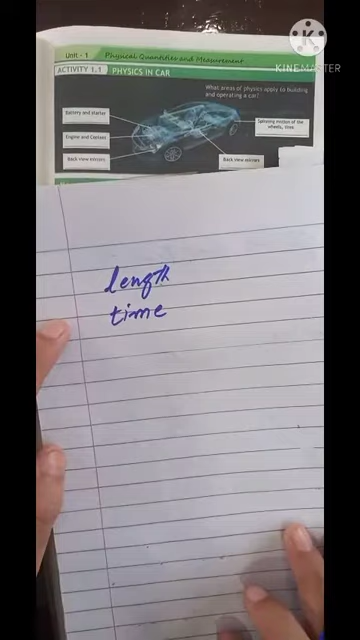 Unit - 1 Physical Quantities and Measurement
ACTIVITY 1.1 PHYSICS IN CAR
What areas of physics apply to building and operating a car?
Battery and starter
Spinning motion of the wheels, time.
Engine and Coolant
Back view mirrors
Back view mirrors
length
time
KINEMASTER